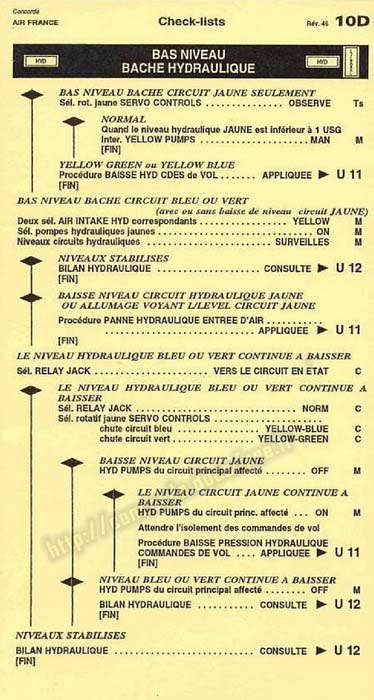 Concorde
AIR FRANCE
Check-lists
Rév. 46 10D
HYD
BAS NIVEAU
BACHE HYDRAULIQUE
HYD
BAS NIVEAU BACHE CIRCUIT JAUNE SEULEMENT
Sél. rot. jaune SERVO CONTROLS .............. OBSERVE Ts
NORMAL
Quand le niveau hydraulique JAUNE est inférieur à 1 USG
Inter. YELLOW PUMPS .................. MAN M
[FIN]
YELLOW GREEN ou YELLOW BLUE
Procédure BAISSE HYD CDES de VOL ....... APPLIQUEE ► U 11
[FIN]
BAS NIVEAU BACHE CIRCUIT BLEU OU VERT
(avec ou sans baisse de niveau circuit JAUNE)
Deux sél. AIR INTAKE HYD correspondants .............. YELLOW M
Sél. pompes hydrauliques jaunes ........................ ON M
Niveaux circuits hydrauliques ..................... SURVEILLES M
NIVEAUX STABILISES
BILAN HYDRAULIQUE ................ CONSULTE ► U 12
[FIN]
BAISSE NIVEAU CIRCUIT HYDRAULIQUE JAUNE
OU ALLUMAGE VOYANT L/LEVEL CIRCUIT JAUNE
Procédure PANNE HYDRAULIQUE ENTREE D'AIR ............
.......................... APPLIQUEE ► U 11
[FIN]
LE NIVEAU HYDRAULIQUE BLEU OU VERT CONTINUE A BAISSER
Sél. RELAY JACK .................. VERS LE CIRCUIT EN ETAT C
LE NIVEAU HYDRAULIQUE BLEU OU VERT CONTINUE A
BAISSER
Sél. RELAY JACK ........................ NORM C
Sél. rotatif jaune SERVO CONTROLS ................
chute circuit bleu ............ YELLOW-BLUE C
chute circuit vert ............ YELLOW-GREEN C
BAISSE NIVEAU CIRCUIT JAUNE
HYD PUMPS du circuit principal affecté ........ OFF M
LE NIVEAU CIRCUIT JAUNE CONTINUE A
BAISSER
HYD PUMPS du circuit princ. affecté ... ON M
Attendre l'isolement des commandes de vol
Procédure BAISSE PRESSION HYDRAULIQUE
COMMANDES DE VOL .... APPLIQUEE ► U 11
[FIN]
NIVEAU BLEU OU VERT CONTINUE A BAISSER
HYD PUMPS du circuit principal affecté ........ OFF M
BILAN HYDRAULIQUE ........... CONSULTE ► U 12
[FIN]
NIVEAUX STABILISES
BILAN HYDRAULIQUE ....................... CONSULTE ► U 12
[FIN]